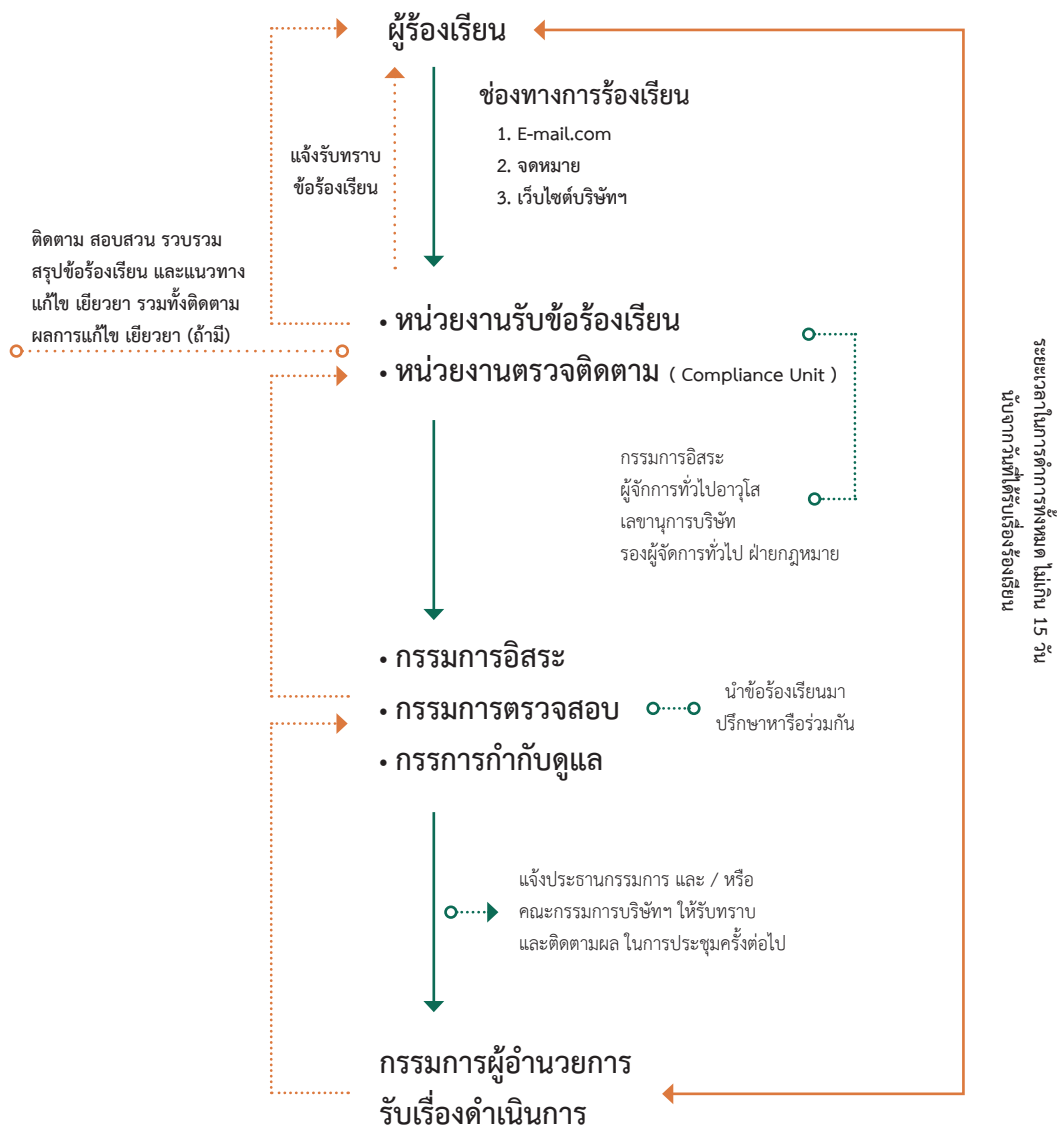 ผู้ร้องเรียน
ช่องทางการร้องเรียน
1. E-mail.com
2. จดหมาย
3. เว็บไซต์บริษัทฯ
แจ้งรับทราบ
ข้อร้องเรียน
ติดตาม สอบสวน รวบรวม
สรุปข้อร้องเรียน และแนวทาง
แก้ไข เยียวยา รวมทั้งติดตาม
ผลการแก้ไข เยียวยา (ถ้ามี)
• หน่วยงานรับข้อร้องเรียน
• หน่วยงานตรวจติดตาม ( Compliance Unit )
กรรมการอิสระ
ผู้จักการทั่วไปอาวุโส
เลขานุการบริษัท
รองผู้จัดการทั่วไป ฝ่ายกฎหมาย
ระยะเวลาในการดำการทั้งหมด ไม่เกิน 15 วัน
นับจากวันที่ได้รับเรื่องร้องเรียน
• กรรมการอิสระ
• กรรมการตรวจสอบ
• กรรการกำกับดูแล
นำข้อร้องเรียนมา
ปรึกษาหารือร่วมกัน
แจ้งประธานกรรมการ และ / หรือ
คณะกรรมการบริษัทฯ ให้รับทราบ
และติดตามผล ในการประชุมครั้งต่อไป
กรรมการผู้อำนวยการ
รับเรื่องดำเนินการ